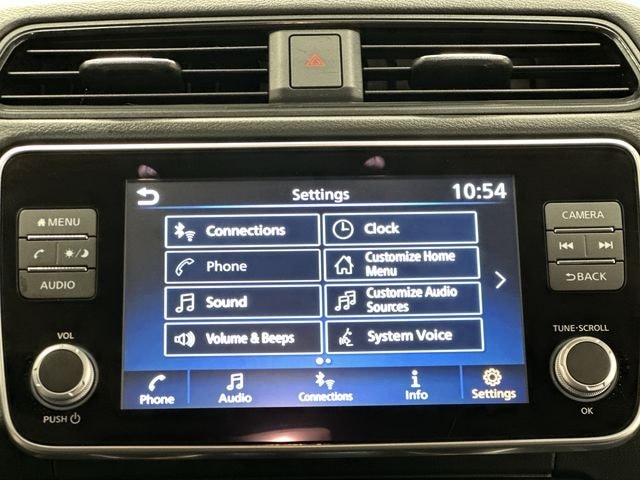 MENU
AUDIO
VOL
PUSH
Settings
10:54
Connections
Clock
Phone
Customize Home
Menu
Sound
Customize Audio
Sources
Volume & Beeps
System Voice
Phone
Audio
Connections
Info
Settings
CAMERA
BACK
TUNE·SCROLL
OK